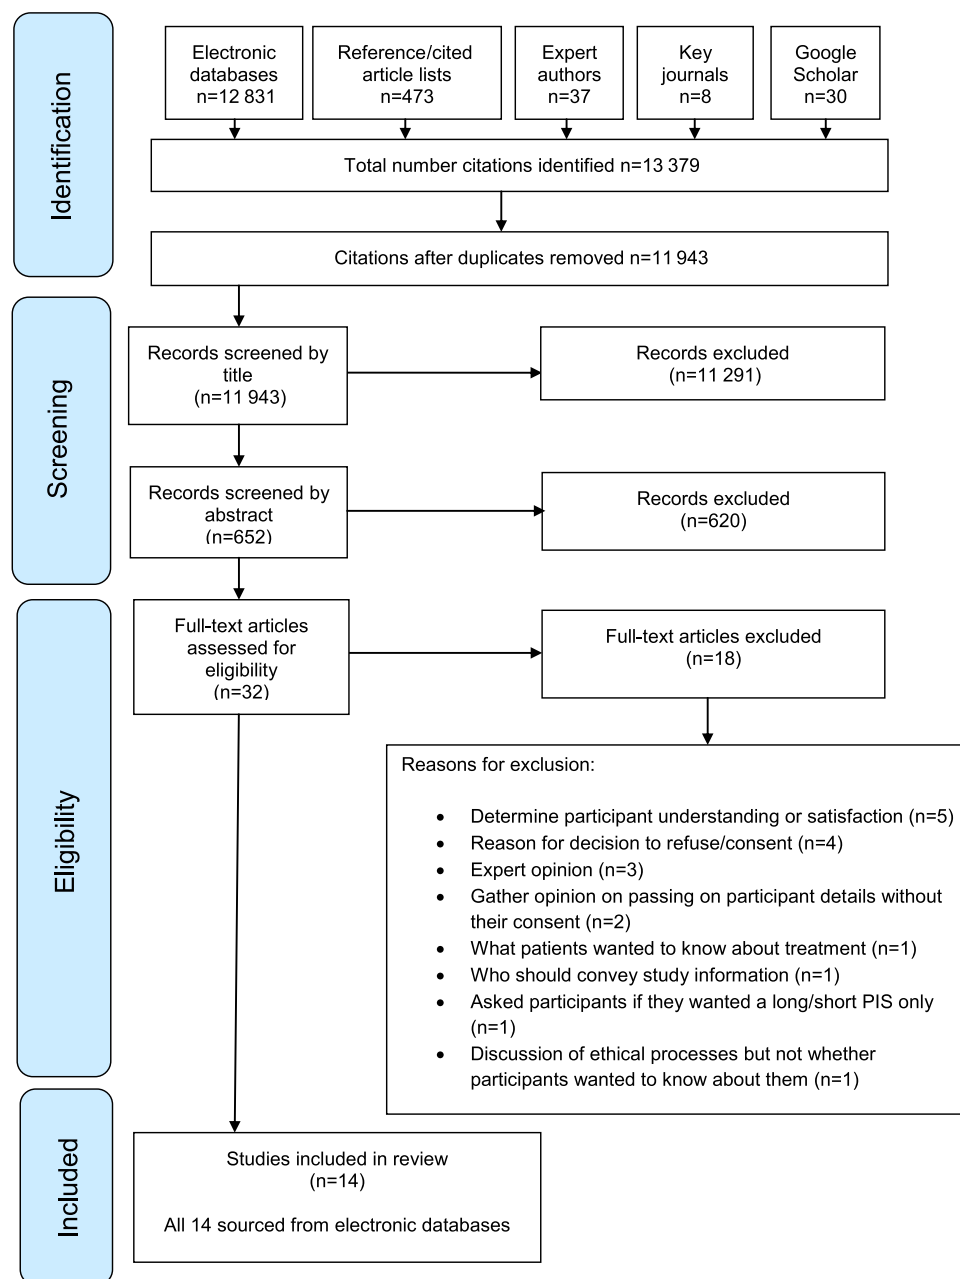 Identification
Electronic
databases
n=12 831
Reference/cited
article lists
n=473
Expert
authors
n=37
Key
journals
n=8
Google
Scholar
n=30
Total number citations identified n=13 379
Citations after duplicates removed n=11 943
Screening
Records screened by
title
(n=11 943)
Records excluded
(n=11 291)
Records screened by
abstract
(n=652)
Records excluded
(n=620)
Eligibility
Full-text articles
assessed for
eligibility
(n=32)
Full-text articles excluded
(n=18)
Reasons for exclusion:
• Determine participant understanding or satisfaction (n=5)
• Reason for decision to refuse/consent (n=4)
• Expert opinion (n=3)
• Gather opinion on passing on participant details without
their consent (n=2)
• What patients wanted to know about treatment (n=1)
• Who should convey study information (n=1)
• Asked participants if they wanted a long/short PIS only
(n=1)
• Discussion of ethical processes but not whether
participants wanted to know about them (n=1)
Included
Studies included in review
(n=14)
All 14 sourced from electronic databases